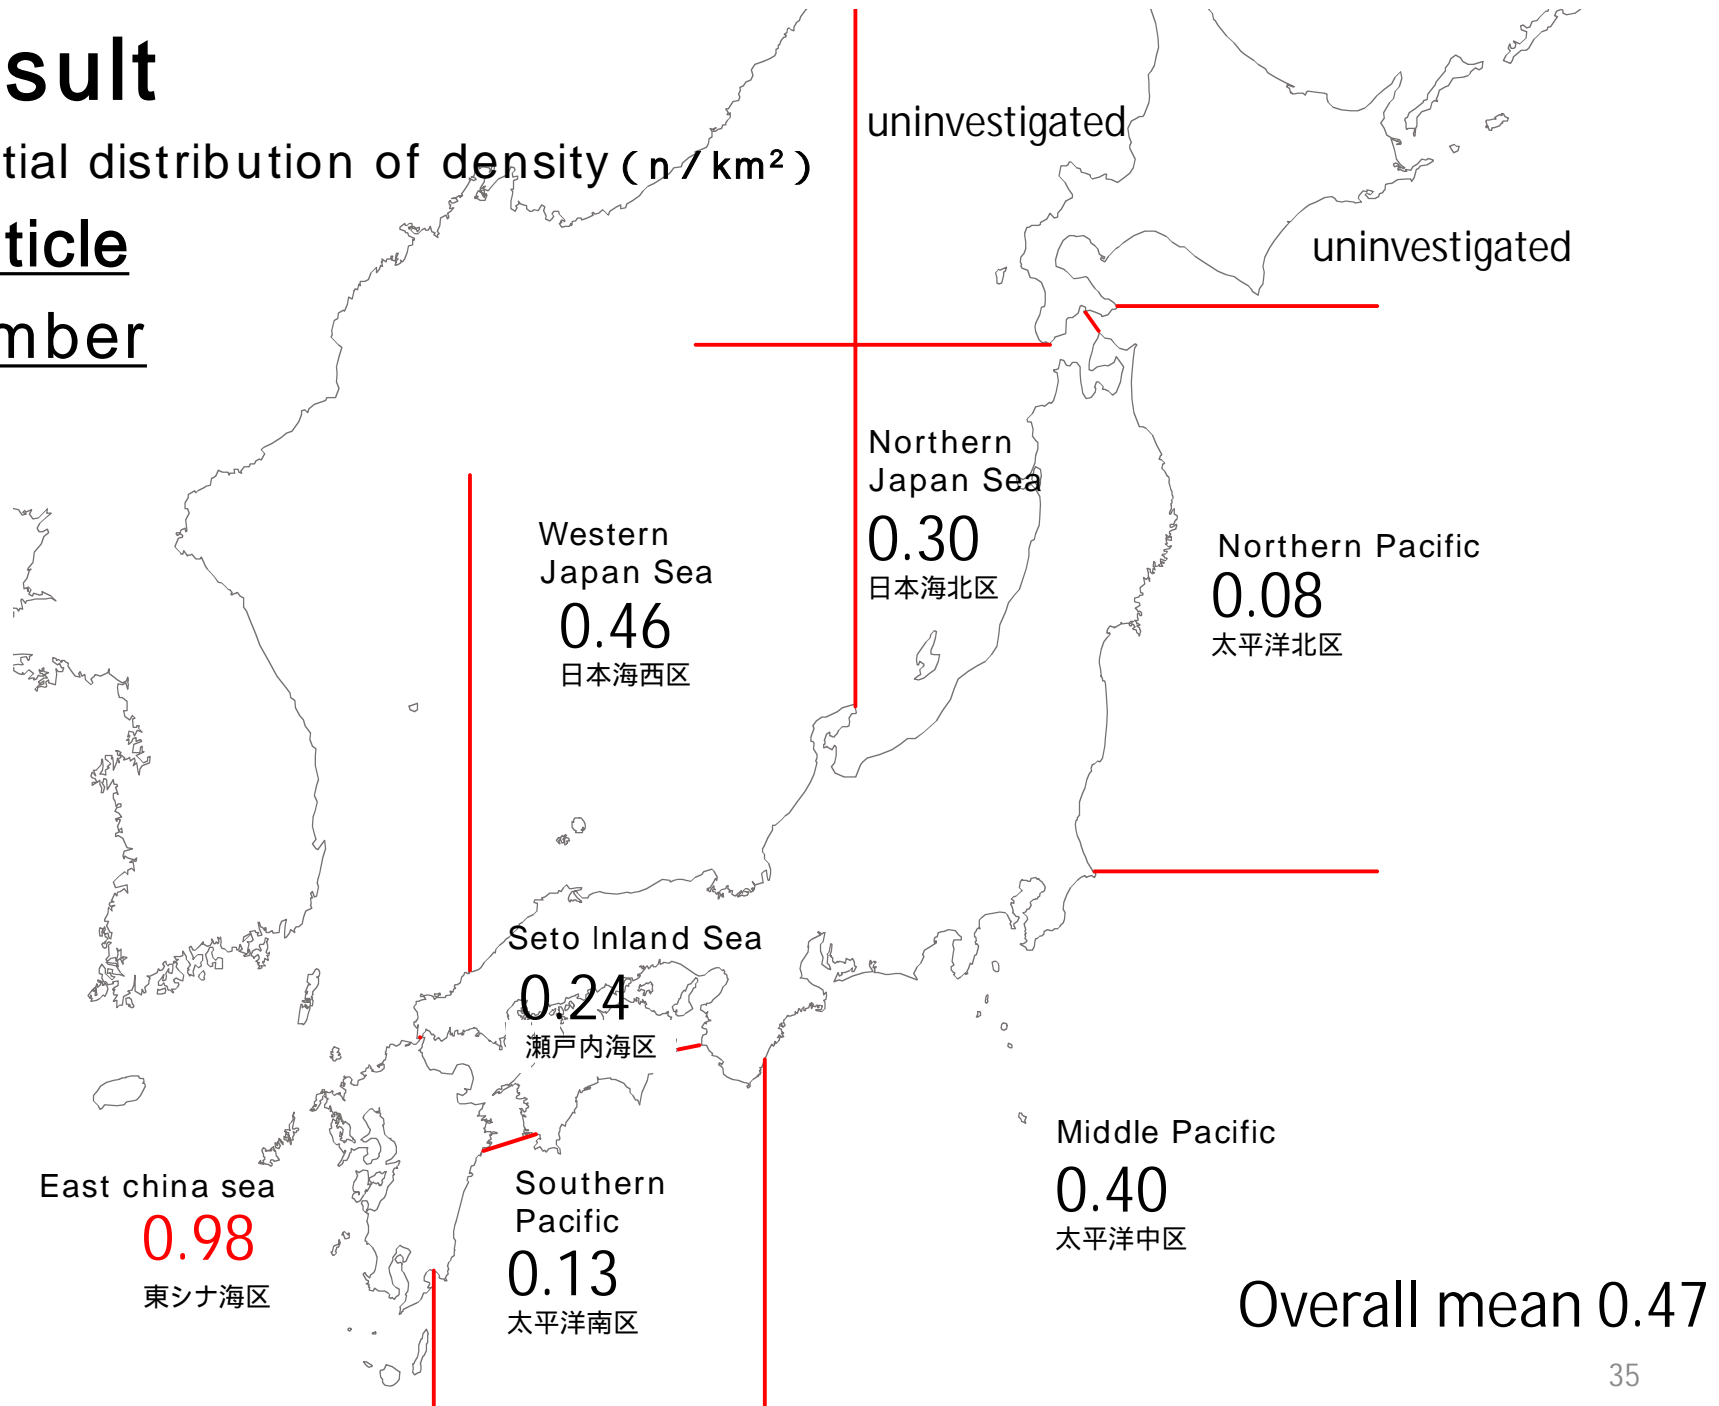 sult
tial distribution of density (n/km²)
ticle
mber
uninvestigated
uninvestigated
Northern
Japan Sea
0.30
日本海北区
Western
Japan Sea
0.46
日本海西区
Northern Pacific
0.08
太平洋北区
Seto Inland Sea
0.24
瀬戸内海区
East china sea
0.98
東シナ海区
Southern
Pacific
0.13
太平洋南区
Middle Pacific
0.40
太平洋中区
Overall mean 0.47
35